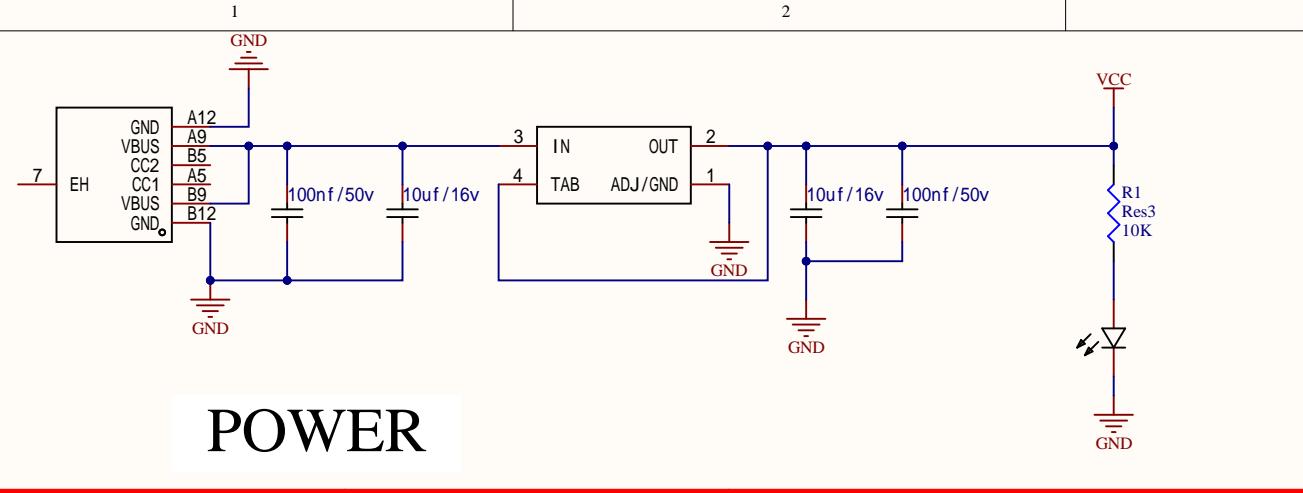 1
2
GND
VCC
GND
A12
VBUS
A9
CC2
B5
7
EH
CC1
A5
VBUS
B9
GND
B12
3
IN
OUT
2
4
TAB
ADJ/GND
1
100nf/50v
10uf/16v
10uf/16v
100nf/50v
R1
Res3
10K
GND
GND
GND
GND
POWER